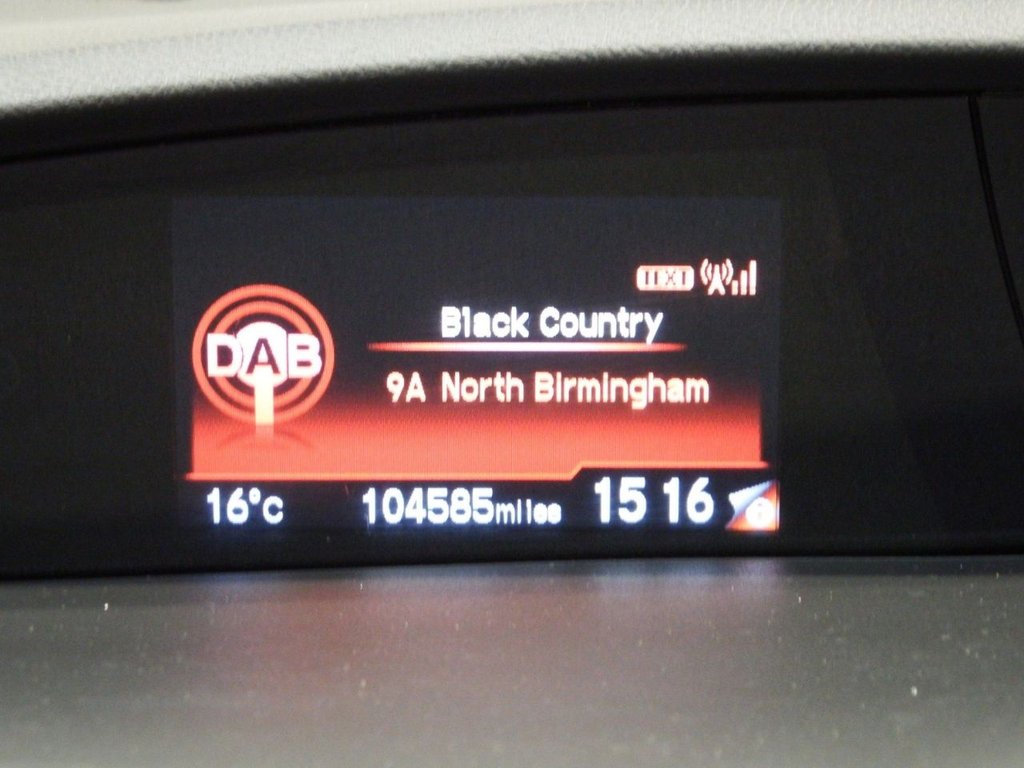 TEXT
Black Country
DAB
9A North Birmingham
16°c 104585miles 15 16 i